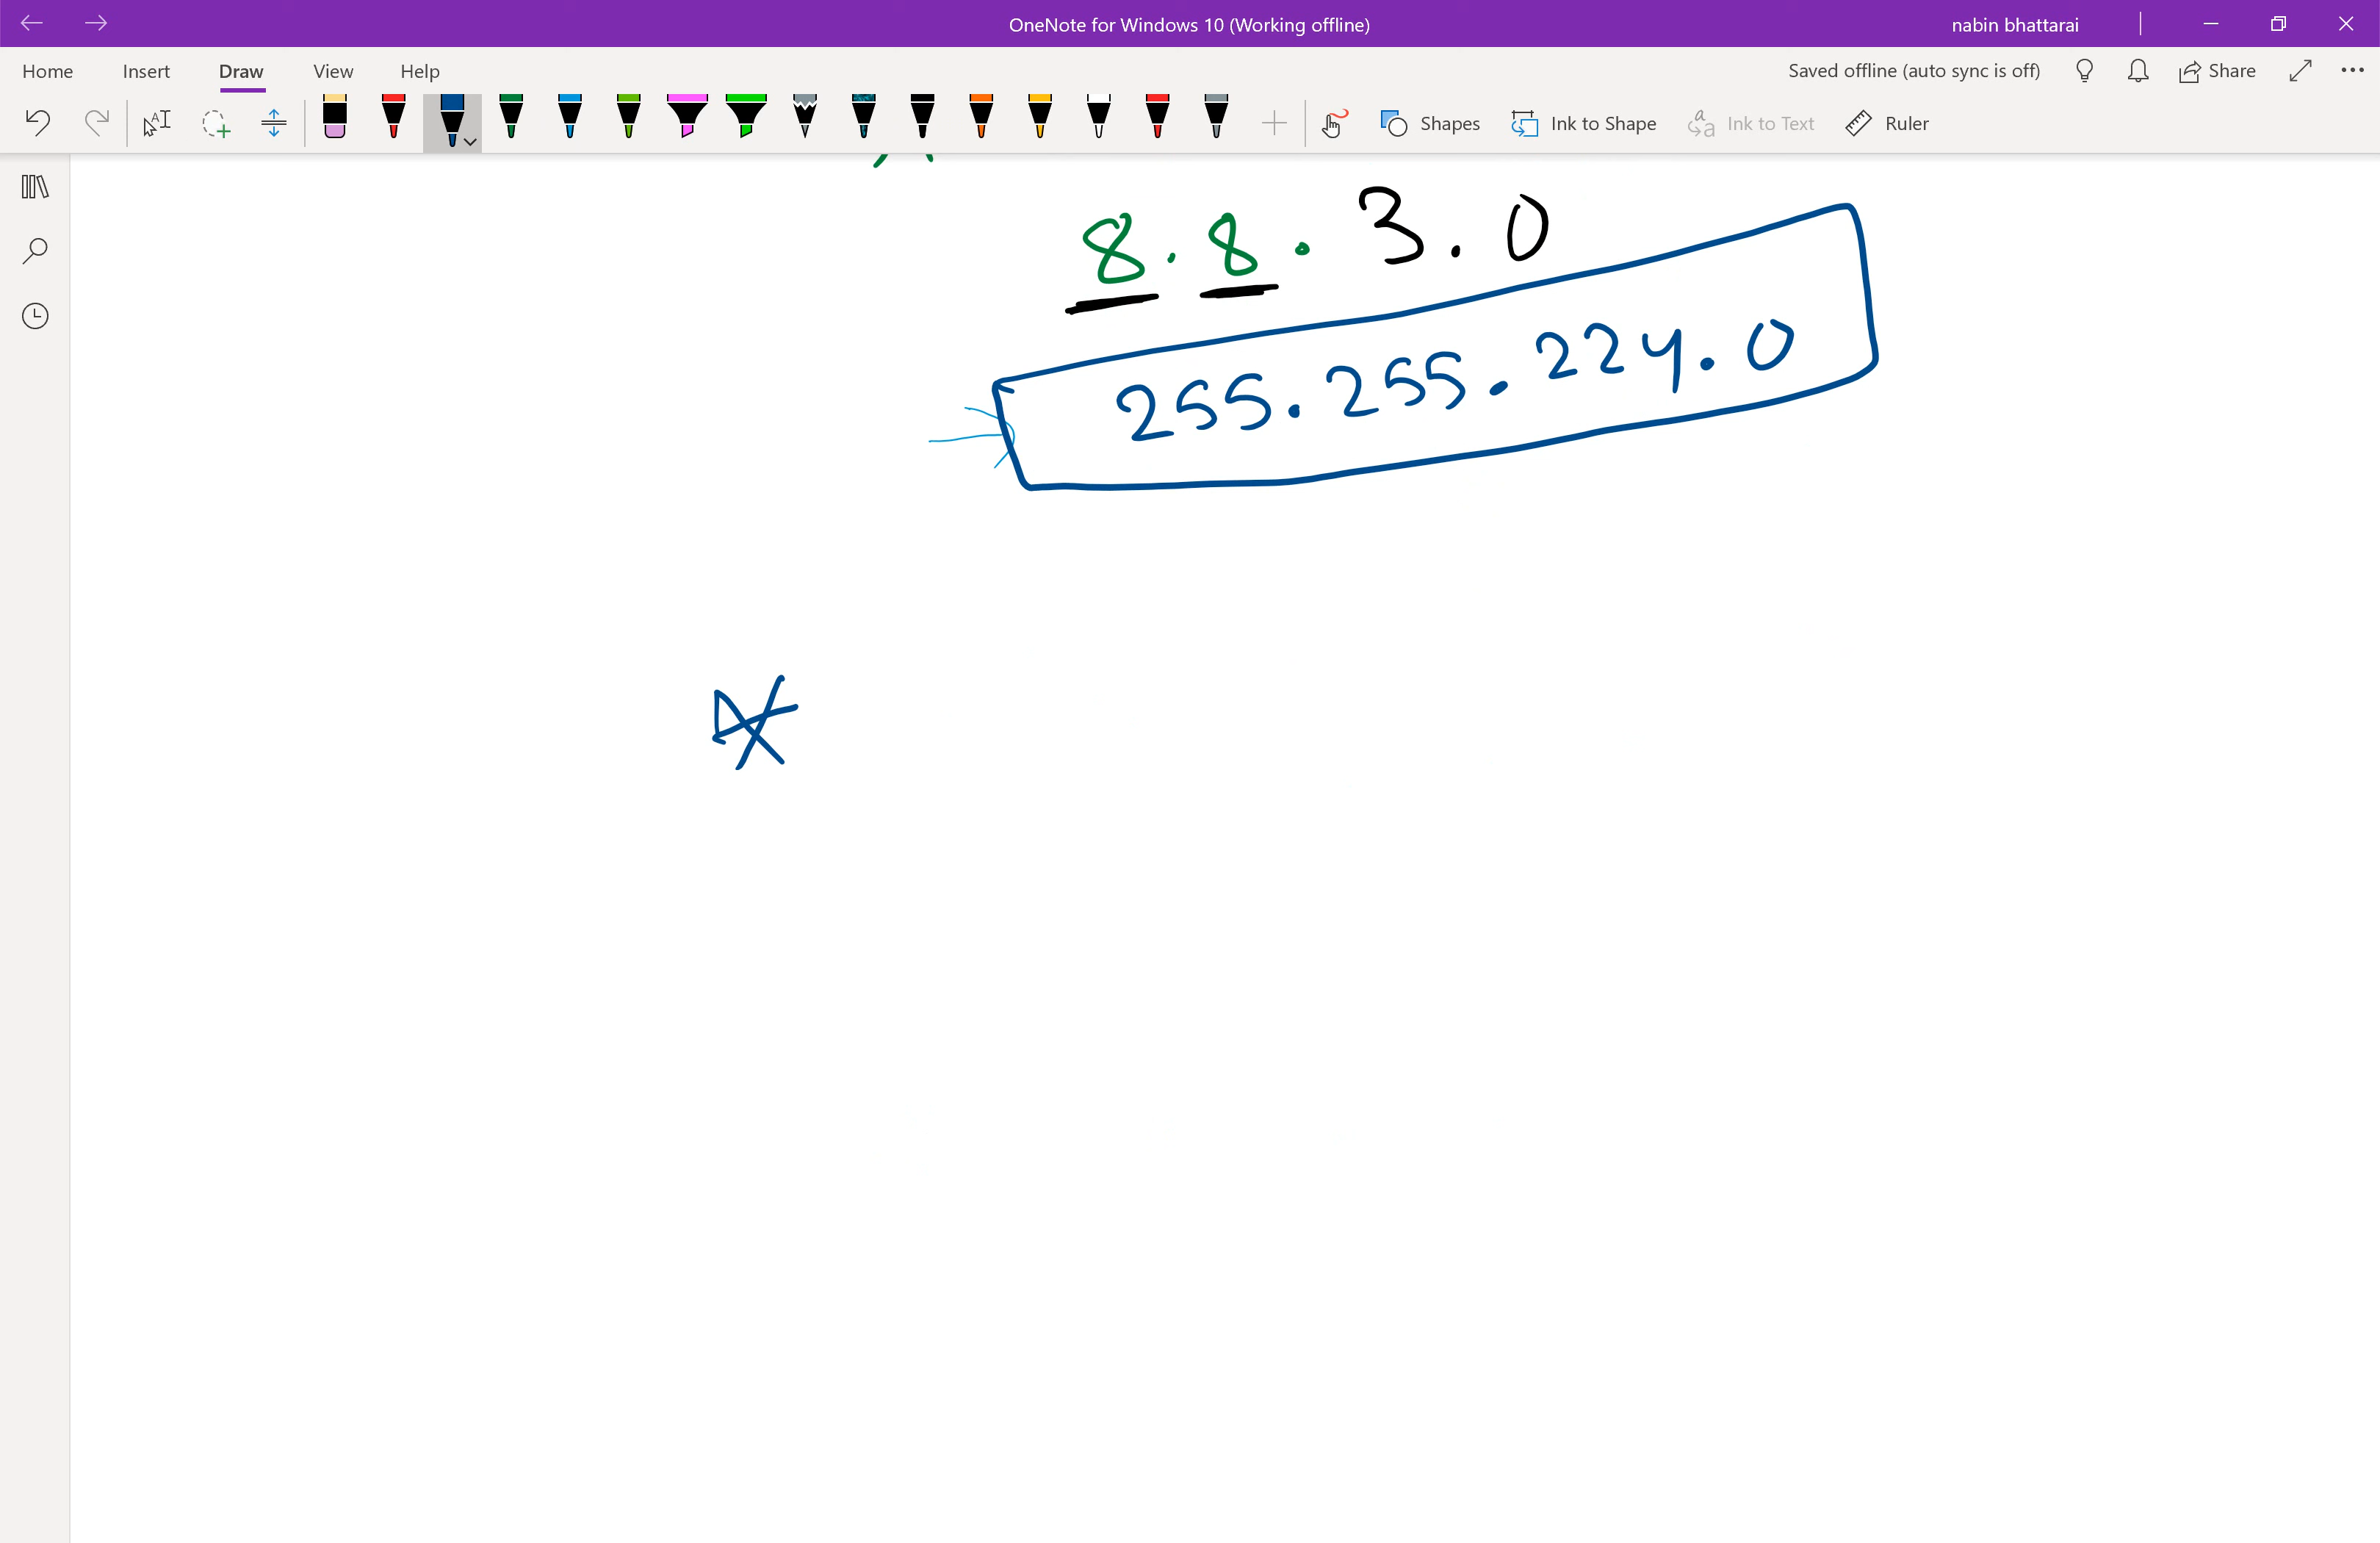 OneNote for Windows 10 (Working offline)
nabin bhattarai
Home Insert Draw View Help
Saved offline (auto sync is off)
Share
Shapes
Ink to Shape
Ink to Text
Ruler
8.8.3.0
255.255.224.0